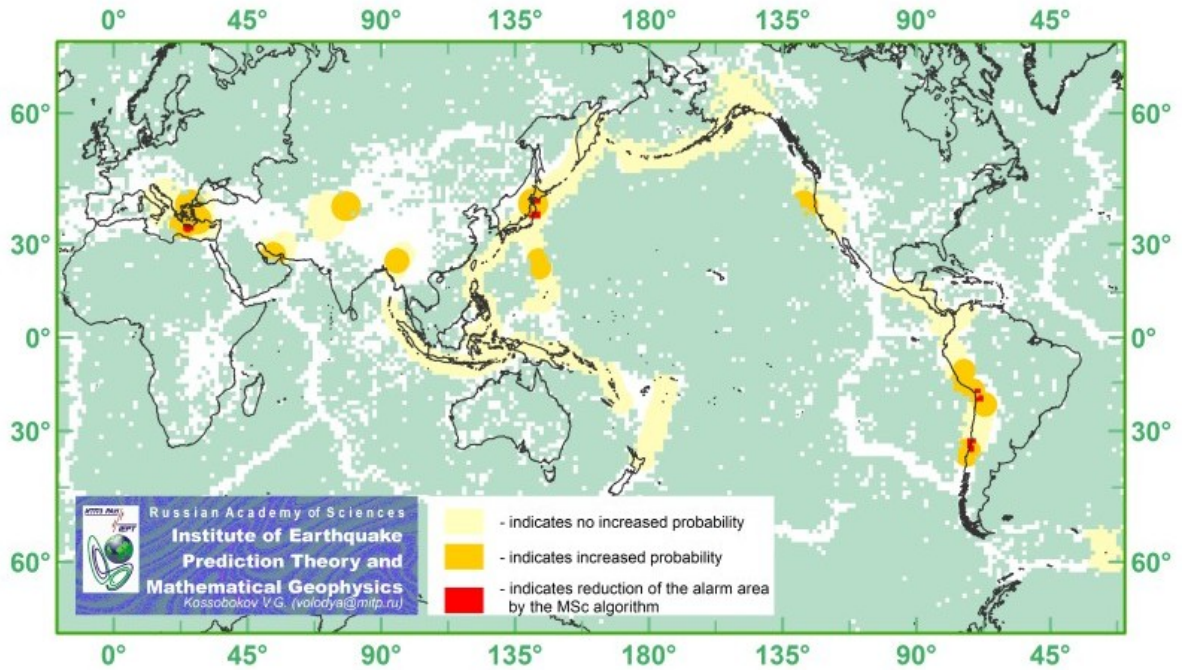 0° 45° 90° 135° 180° 135° 90° 45°
60° 60°
30° 30°
0° 0°
30° 30°
60° 60°
Russian Academy of Sciences
Institute of Earthquake
Prediction Theory and
Mathematical Geophysics
Kossobokov V.G. (volodya@mitp.ru)
- indicates no increased probability
- indicates increased probability
- indicates reduction of the alarm area
by the MSc algorithm
0° 45° 90° 135° 180° 135° 90° 45°